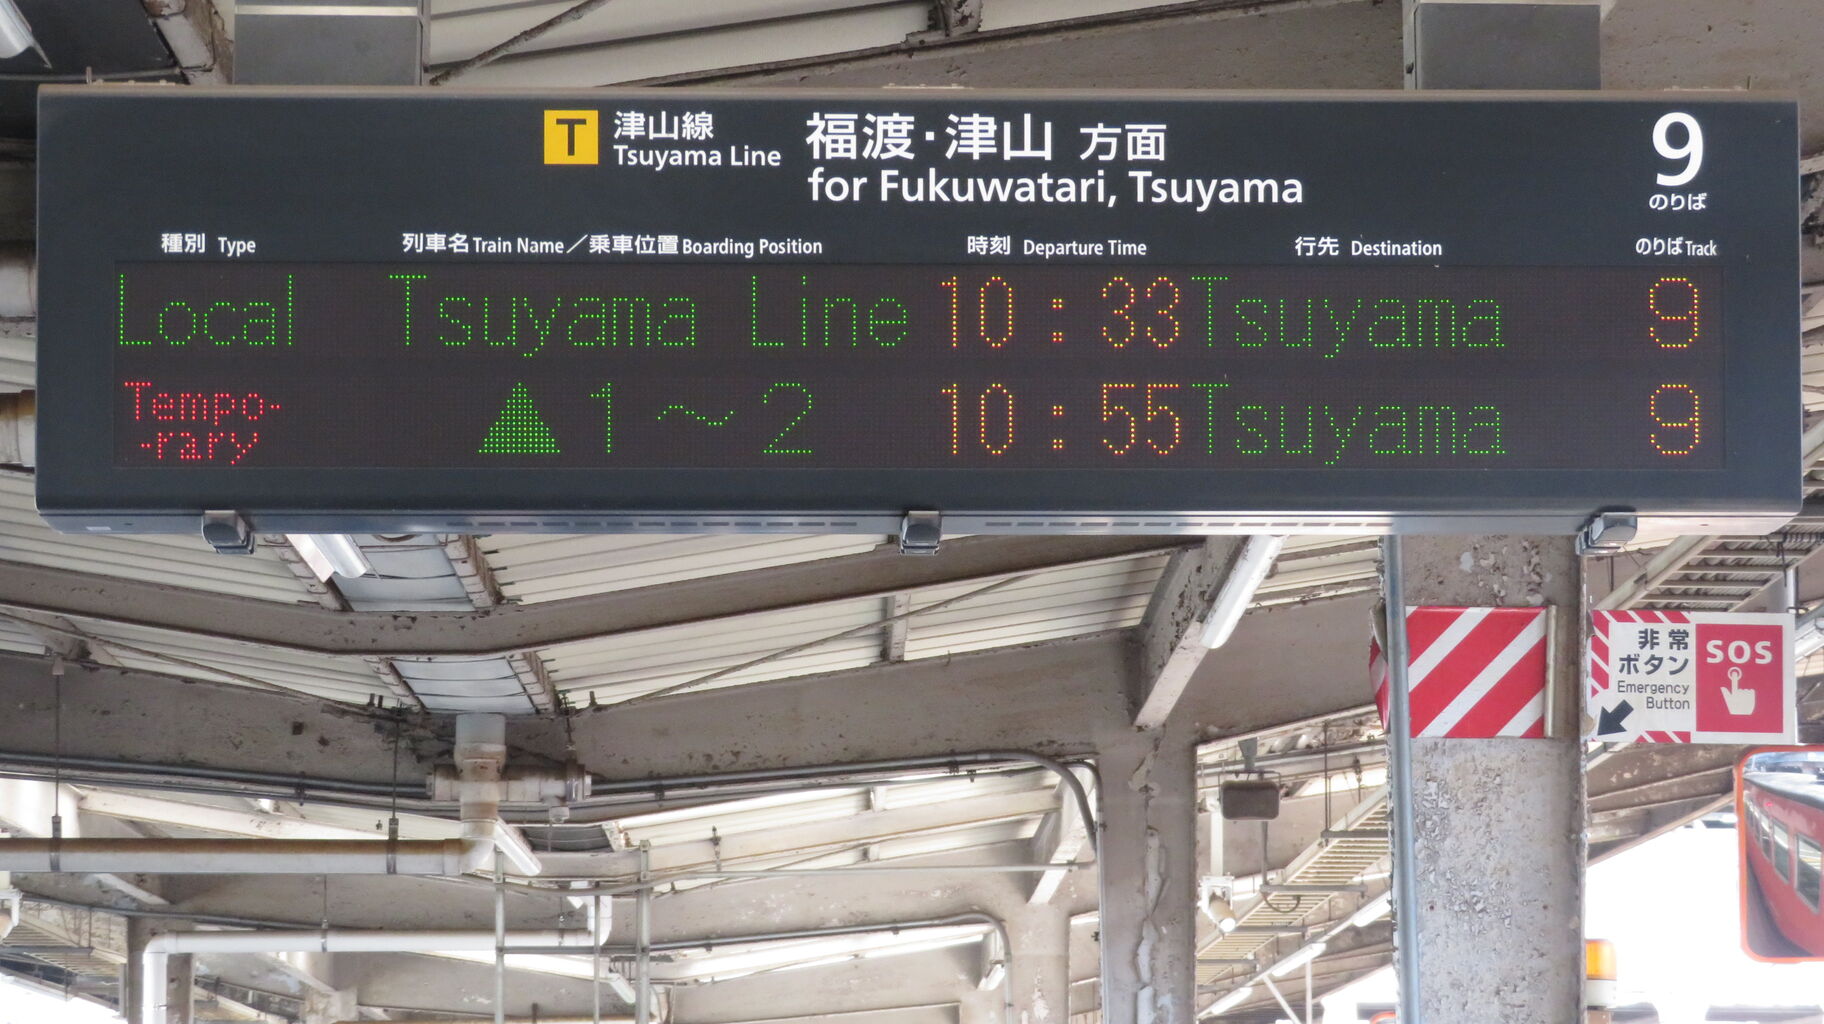 T 津山線 福渡・津山 方面 9
Tsuyama Line for Fukuwatari, Tsuyama のりば
種別 Type 列車名 Train Name／乗車位置 Boarding Position 時刻 Departure Time 行先 Destination のりば Track
Local Tsuyama Line 10:33 Tsuyama 9
Tempo-
-rary ▲1～2 10:55 Tsuyama 9
非常
ボタン
Emergency
Button
SOS